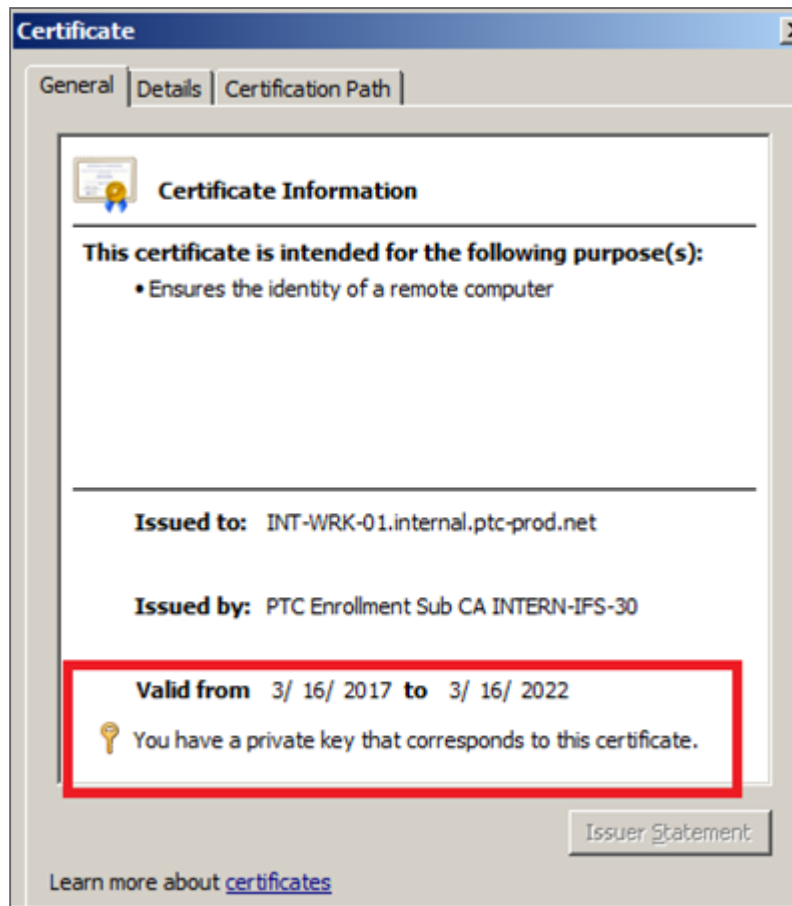 Certificate
General
Details
Certification Path
Certificate Information
This certificate is intended for the following purpose(s):
• Ensures the identity of a remote computer
Issued to: INT-WRK-01.internal.ptc-prod.net
Issued by: PTC Enrollment Sub CA INTERN-IFS-30
Valid from 3/ 16/ 2017 to 3/ 16/ 2022
You have a private key that corresponds to this certificate.
Issuer Statement
Learn more about certificates